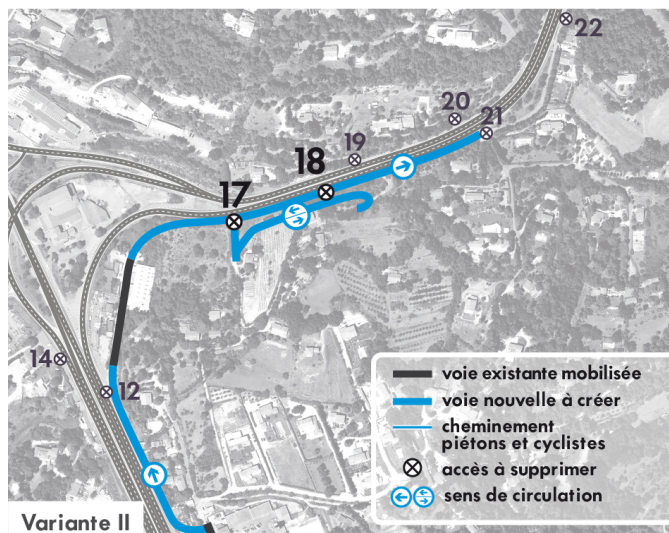 22
20
21
19
18
17
14
12
voie existante mobilisée
voie nouvelle à créer
cheminement
piétons et cyclistes
accès à supprimer
sens de circulation
Variante II